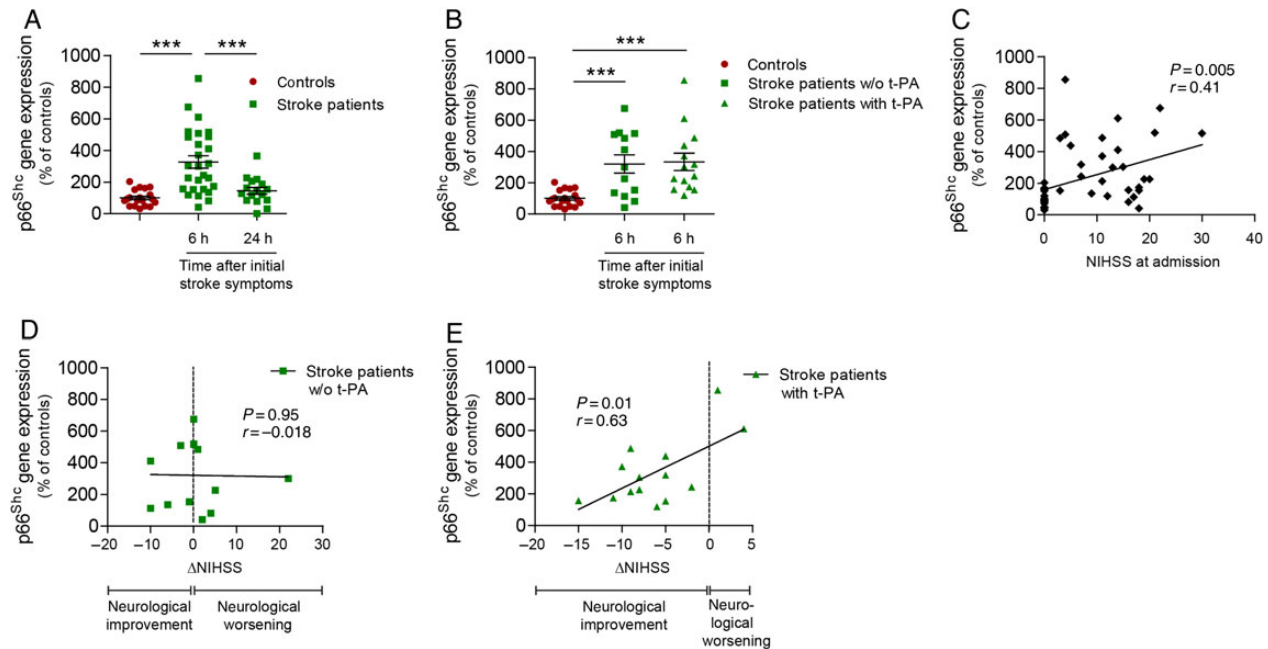 A
p66Shc gene expression
(% of controls)
1000
800
600
400
200
0
***
***
Controls
Stroke patients
6 h
24 h
Time after initial
stroke symptoms
B
p66Shc gene expression
(% of controls)
1000
800
600
400
200
0
***
***
Controls
Stroke patients w/o t-PA
Stroke patients with t-PA
6 h
6 h
Time after initial
stroke symptoms
C
p66Shc gene expression
(% of controls)
1000
800
600
400
200
0
P = 0.005
r = 0.41
0
10
20
30
40
NIHSS at admission
D
p66Shc gene expression
(% of controls)
1000
800
600
400
200
0
Stroke patients
w/o t-PA
P = 0.95
r = −0.018
−20
−10
0
10
20
30
ΔNIHSS
Neurological
improvement
Neurological
worsening
E
p66Shc gene expression
(% of controls)
1000
800
600
400
200
0
Stroke patients
with t-PA
P = 0.01
r = 0.63
−20
−15
−10
−5
0
5
ΔNIHSS
Neurological
improvement
Neuro-
logical
worsening